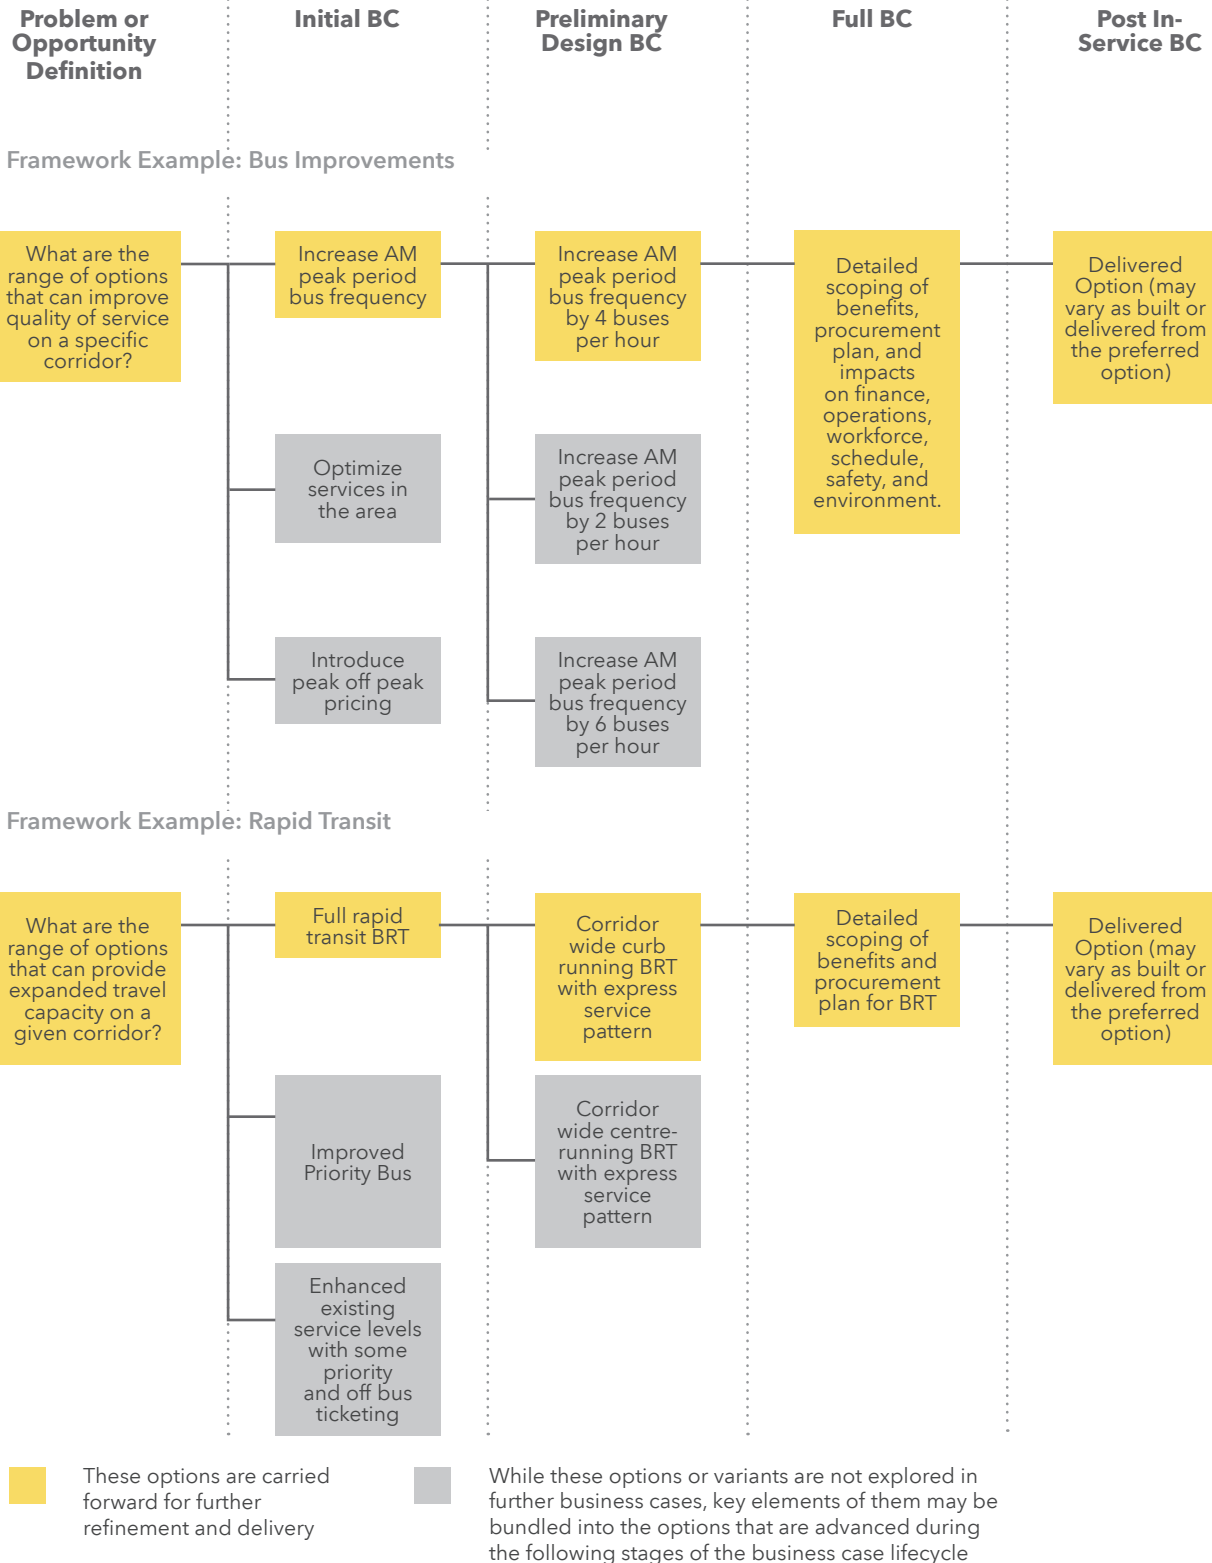 Problem or
Opportunity
Definition
Initial BC
Preliminary
Design BC
Full BC
Post In-
Service BC
Framework Example: Bus Improvements
What are the
range of options
that can improve
quality of service
on a specific
corridor?
Increase AM
peak period
bus frequency
Optimize
services in
the area
Introduce
peak off peak
pricing
Increase AM
peak period
bus frequency
by 4 buses
per hour
Increase AM
peak period
bus frequency
by 2 buses
per hour
Increase AM
peak period
bus frequency
by 6 buses
per hour
Detailed
scoping of
benefits,
procurement
plan, and
impacts
on finance,
operations,
workforce,
schedule,
safety, and
environment.
Delivered
Option (may
vary as built or
delivered from
the preferred
option)
Framework Example: Rapid Transit
What are the
range of options
that can provide
expanded travel
capacity on a
given corridor?
Full rapid
transit BRT
Improved
Priority Bus
Enhanced
existing
service levels
with some
priority
and off bus
ticketing
Corridor
wide curb
running BRT
with express
service
pattern
Corridor
wide centre-
running BRT
with express
service
pattern
Detailed
scoping of
benefits and
procurement
plan for BRT
Delivered
Option (may
vary as built or
delivered from
the preferred
option)
These options are carried
forward for further
refinement and delivery
While these options or variants are not explored in
further business cases, key elements of them may be
bundled into the options that are advanced during
the following stages of the business case lifecycle